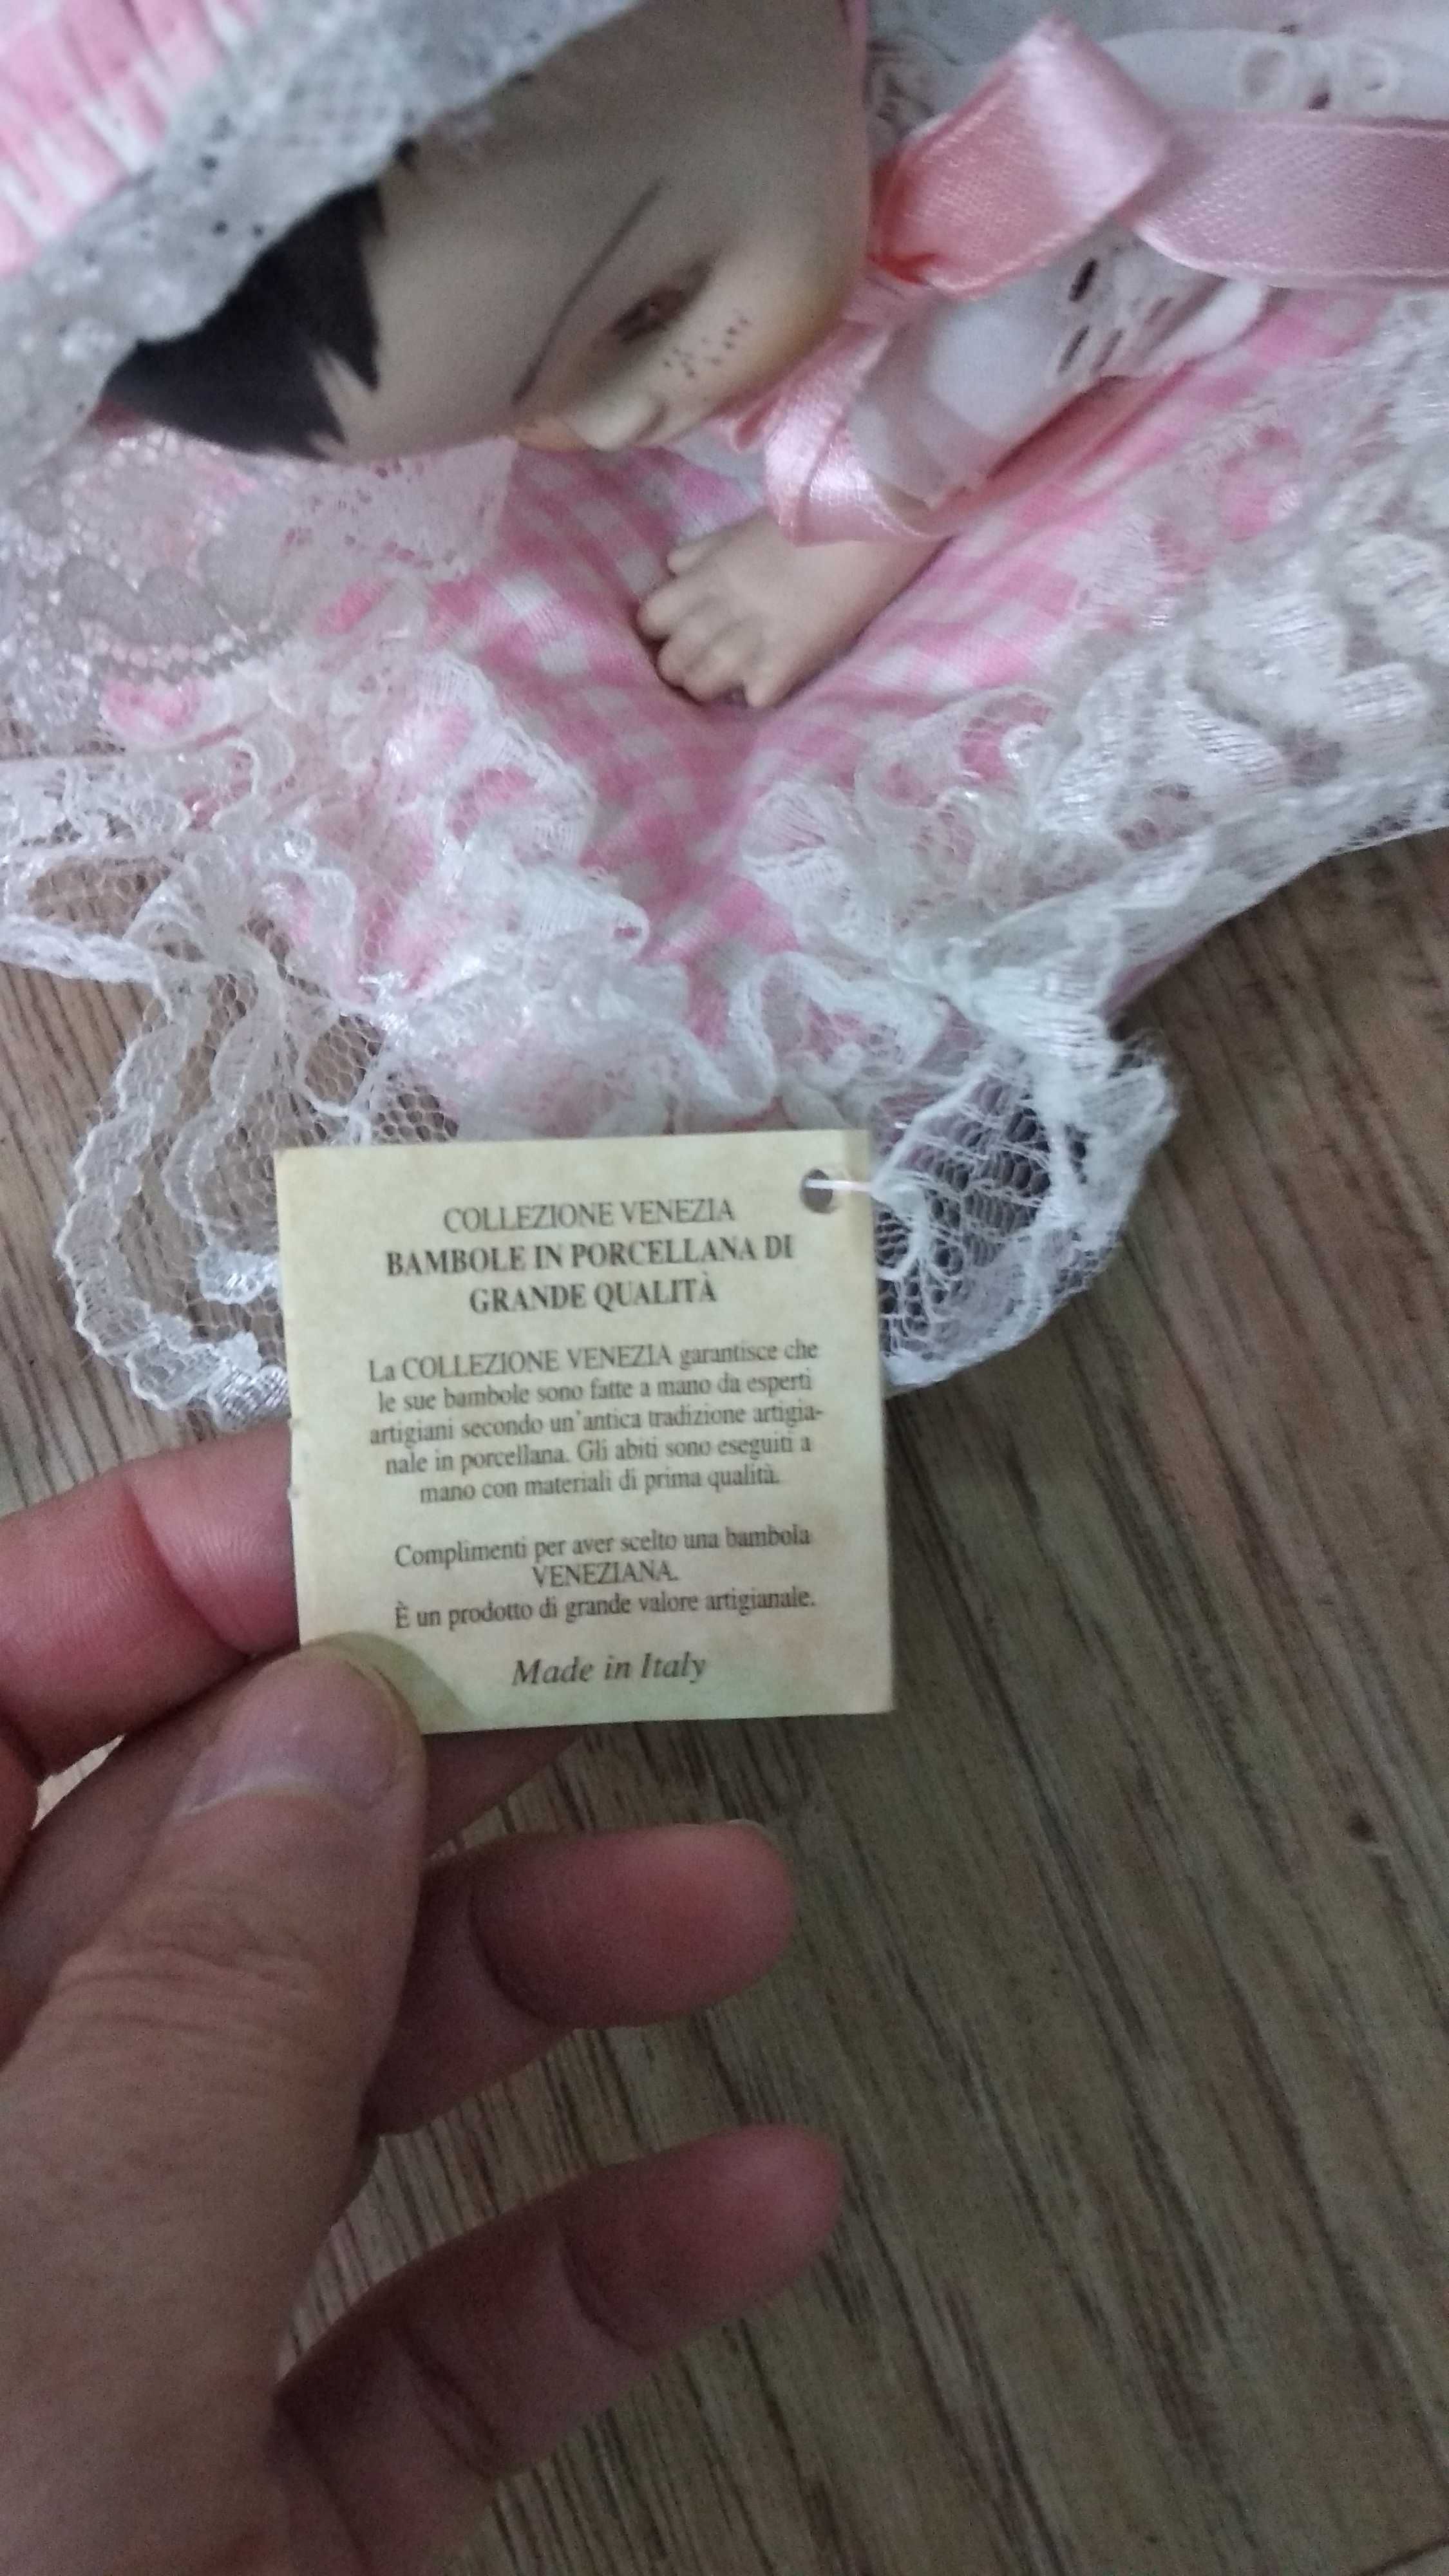 COLLEZIONE VENEZIA
BAMBOLE IN PORCELLANA DI
GRANDE QUALITÀ
La COLLEZIONE VENEZIA garantisce che
le sue bambole sono fatte a mano da esperti
artigiani secondo un'antica tradizione artigia-
nale in porcellana. Gli abiti sono eseguiti a
mano con materiali di prima qualità.
Complimenti per aver scelto una bambola
VENEZIANA.
È un prodotto di grande valore artigianale.
Made in Italy